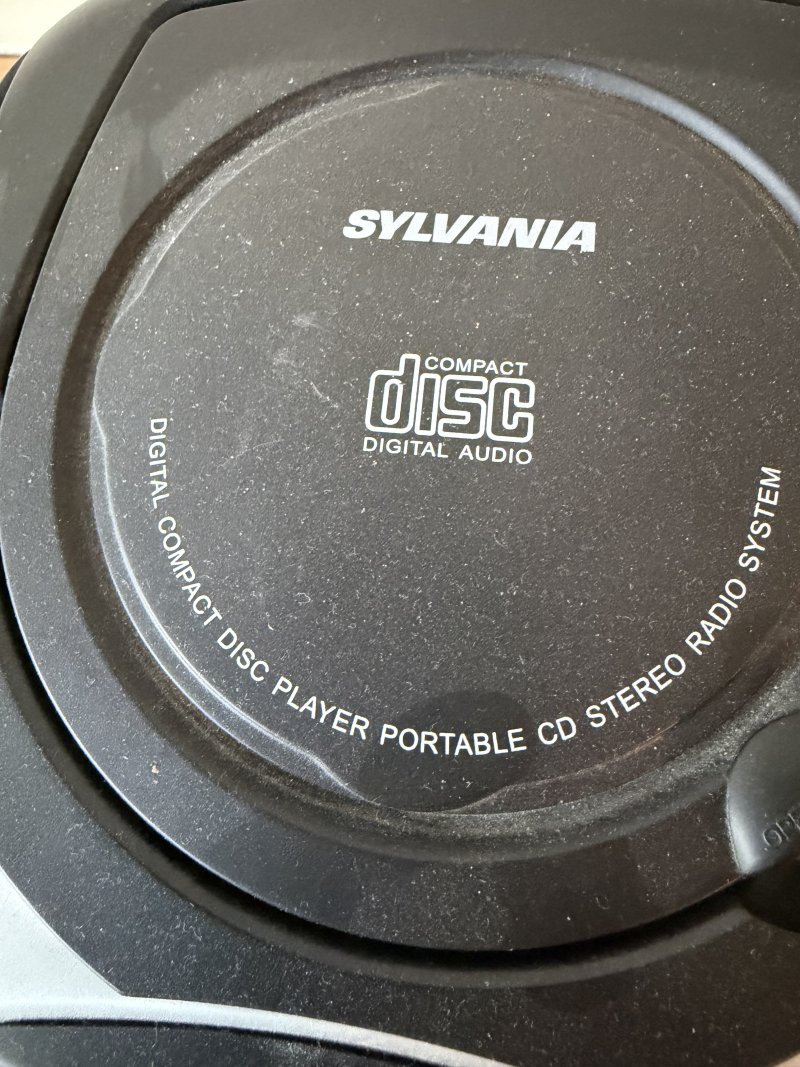 SYLVANIA
COMPACT
disc
DIGITAL AUDIO
DIGITAL COMPACT DISC PLAYER PORTABLE CD STEREO RADIO SYSTEM